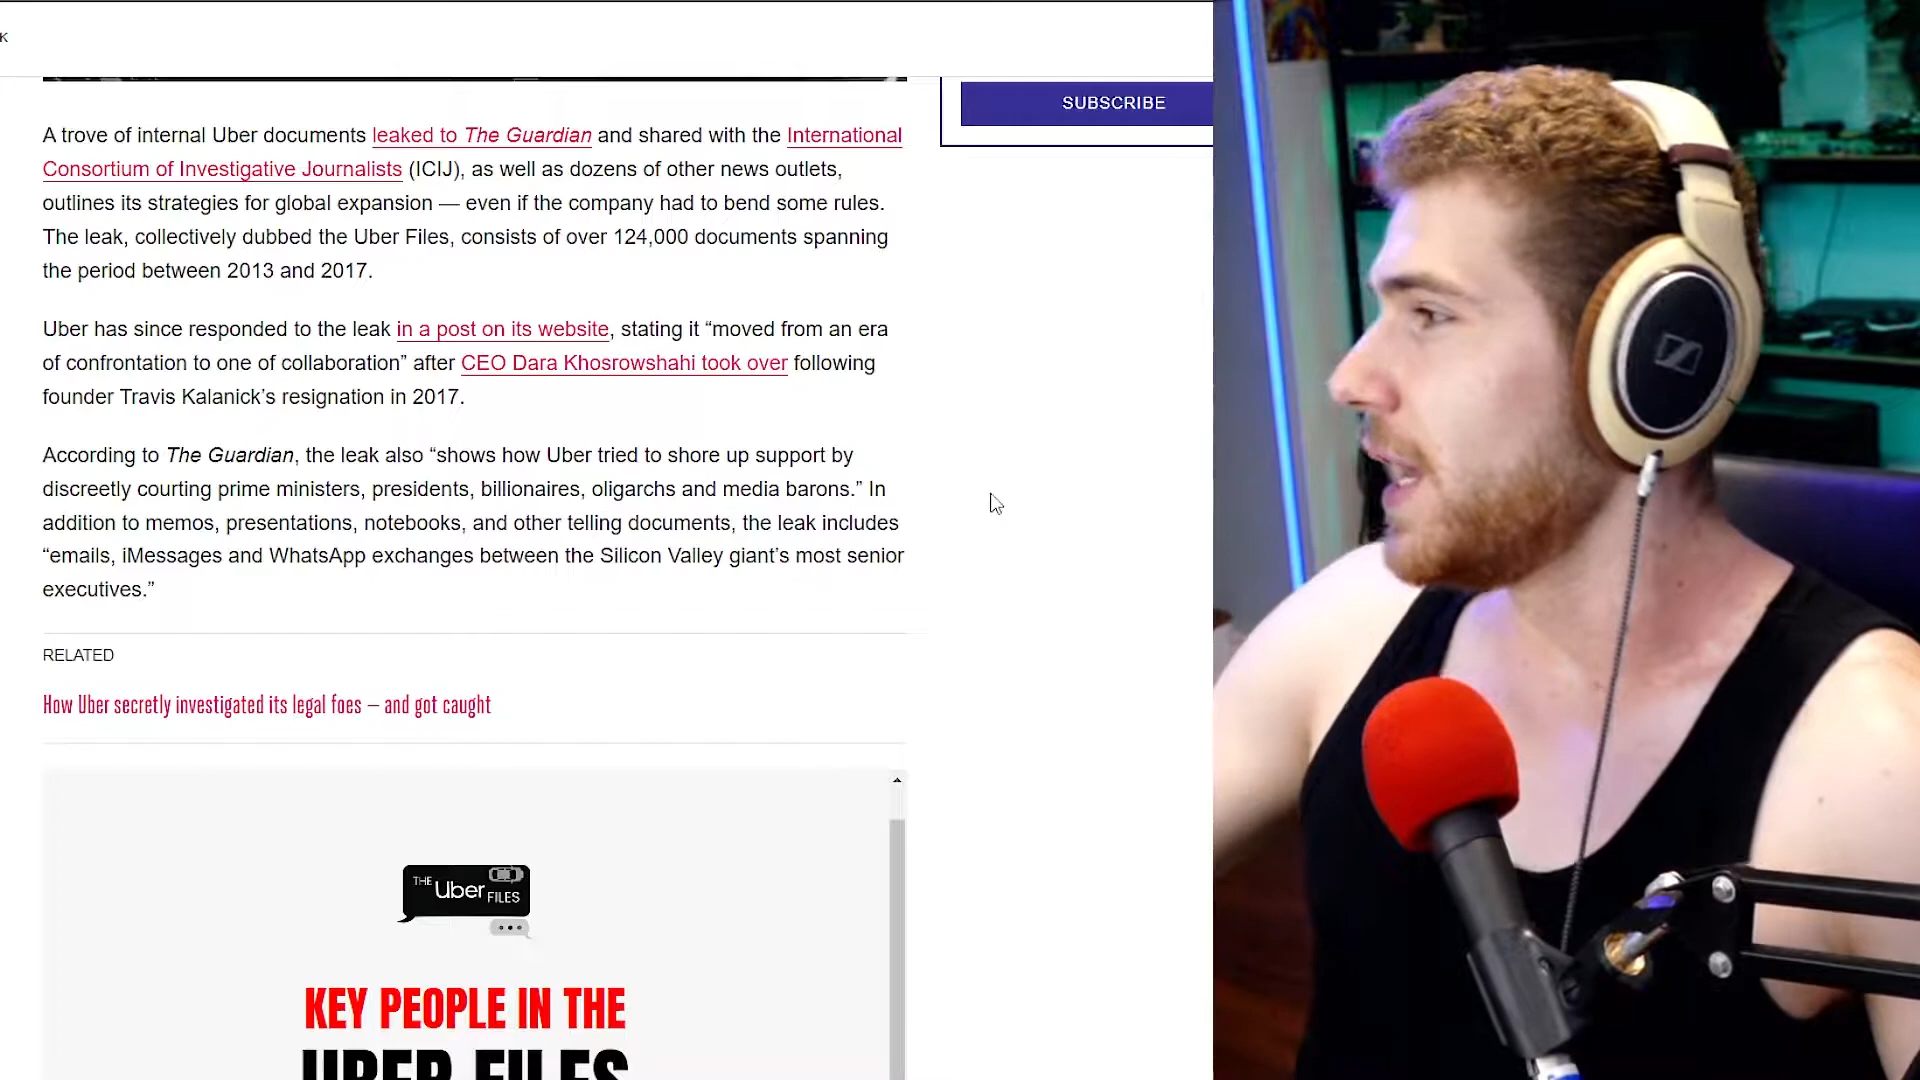 K
SUBSCRIBE
A trove of internal Uber documents leaked to The Guardian and shared with the International
Consortium of Investigative Journalists (ICIJ), as well as dozens of other news outlets,
outlines its strategies for global expansion — even if the company had to bend some rules.
The leak, collectively dubbed the Uber Files, consists of over 124,000 documents spanning
the period between 2013 and 2017.
Uber has since responded to the leak in a post on its website, stating it “moved from an era
of confrontation to one of collaboration” after CEO Dara Khosrowshahi took over following
founder Travis Kalanick’s resignation in 2017.
According to The Guardian, the leak also “shows how Uber tried to shore up support by
discreetly courting prime ministers, presidents, billionaires, oligarchs and media barons.” In
addition to memos, presentations, notebooks, and other telling documents, the leak includes
“emails, iMessages and WhatsApp exchanges between the Silicon Valley giant’s most senior
executives.”
RELATED
How Uber secretly investigated its legal foes — and got caught
THE Uber FILES
KEY PEOPLE IN THE
UBER FILES